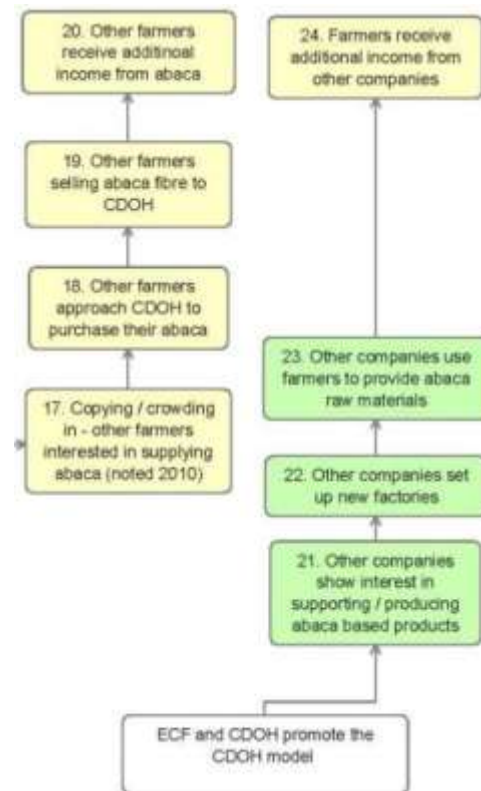 20. Other farmers
receive additinoal
income from abaca
24. Farmers receive
additional income from
other companies
19. Other farmers
selling abaca fibre to
CDOH
18. Other farmers
approach CDOH to
purchase their abaca
23. Other companies use
farmers to provide abaca
raw materials
17. Copying / crowding
in - other farmers
interested in supplying
abaca (noted 2010)
22. Other companies set
up new factories
21. Other companies
show interest in
supporting / producing
abaca based products
ECF and CDOH promote the
CDOH model